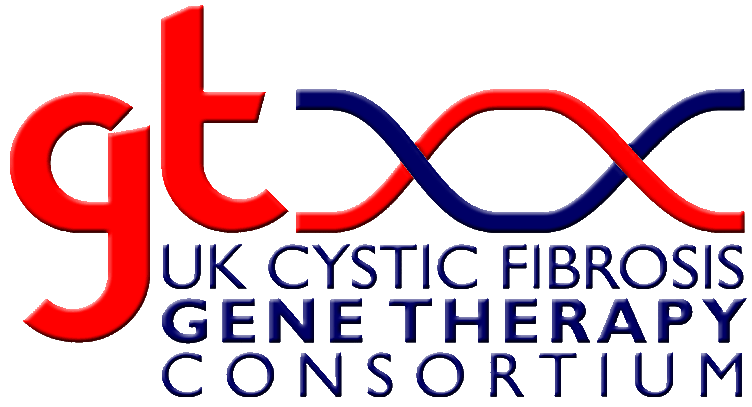 gt
UK CYSTIC FIBROSIS
GENE THERAPY
CONSORTIUM